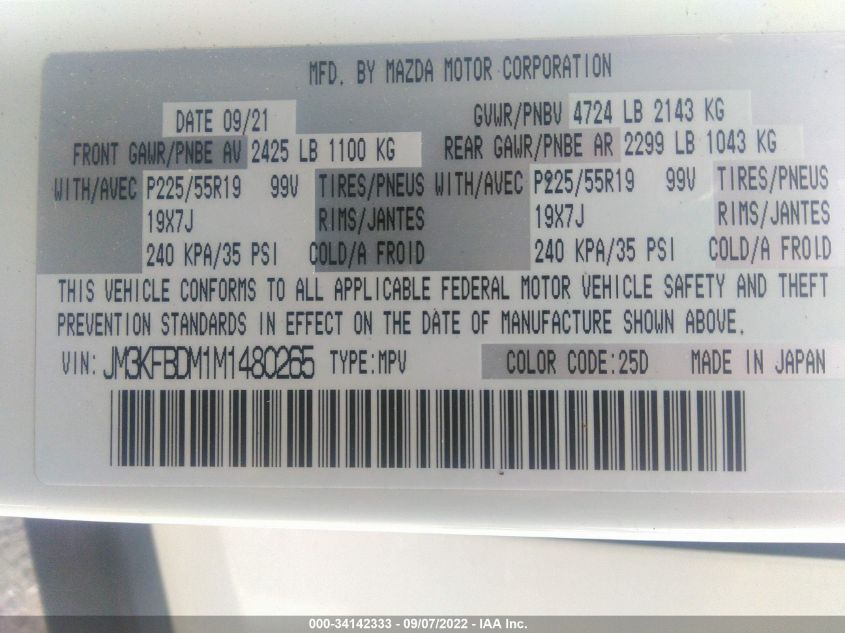 MFD. BY MAZDA MOTOR CORPORATION
DATE 09/21 GVWR/PNBV 4724 LB 2143 KG
FRONT GAWR/PNBE AV 2425 LB 1100 KG REAR GAWR/PNBE AR 2299 LB 1043 KG
WITH/AVEC P225/55R19 99V TIRES/PNEUS WITH/AVEC P225/55R19 99V TIRES/PNEUS
19X7J RIMS/JANTES 19X7J RIMS/JANTES
240 KPA/35 PSI COLD/A FROID 240 KPA/35 PSI COLD/A FROID
THIS VEHICLE CONFORMS TO ALL APPLICABLE FEDERAL MOTOR VEHICLE SAFETY AND THEFT
PREVENTION STANDARDS IN EFFECT ON THE DATE OF MANUFACTURE SHOWN ABOVE.
VIN: JM3KFBDM1M1480265 TYPE:MPV COLOR CODE:25D MADE IN JAPAN
000-34142333 - 09/07/2022 - IAA Inc.